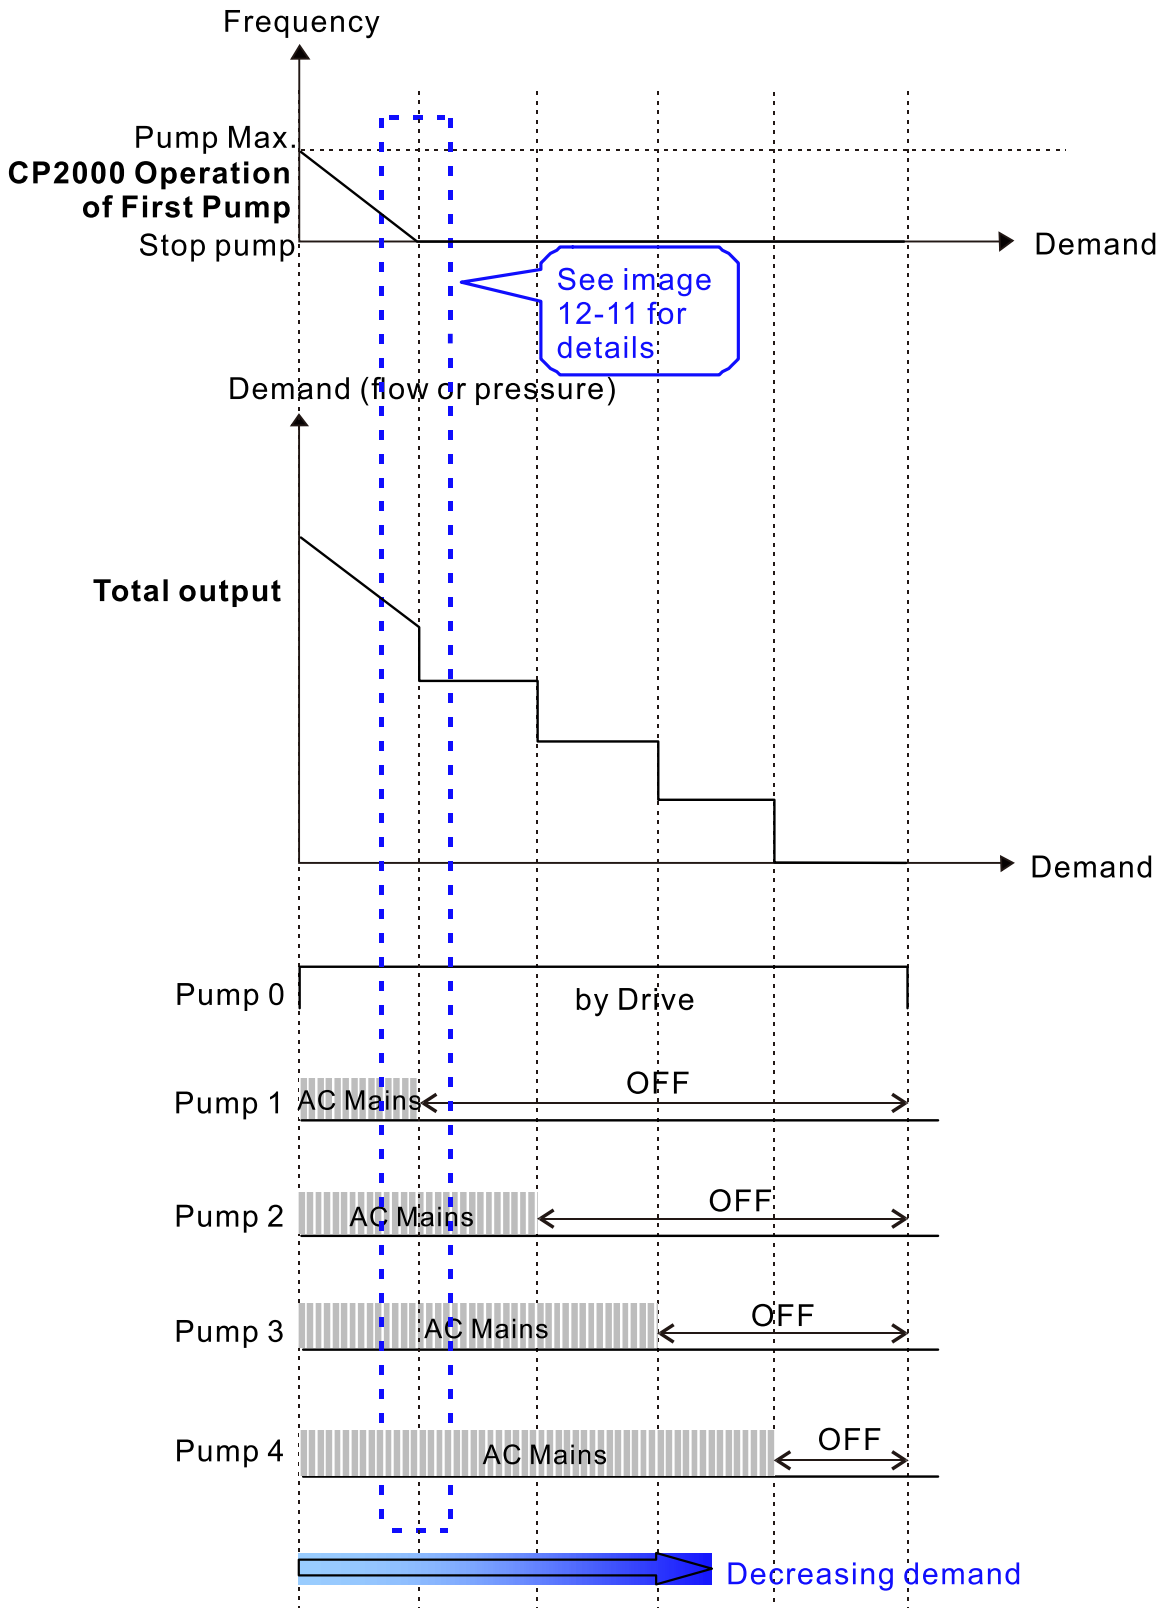 Frequency
Pump Max.
CP2000 Operation
of First Pump
Stop pump
Demand
See image
12-11 for
details
Demand (flow or pressure)
Total output
Demand
Pump 0
by Drive
Pump 1
AC Mains
OFF
Pump 2
AC Mains
OFF
Pump 3
AC Mains
OFF
Pump 4
AC Mains
OFF
Decreasing demand